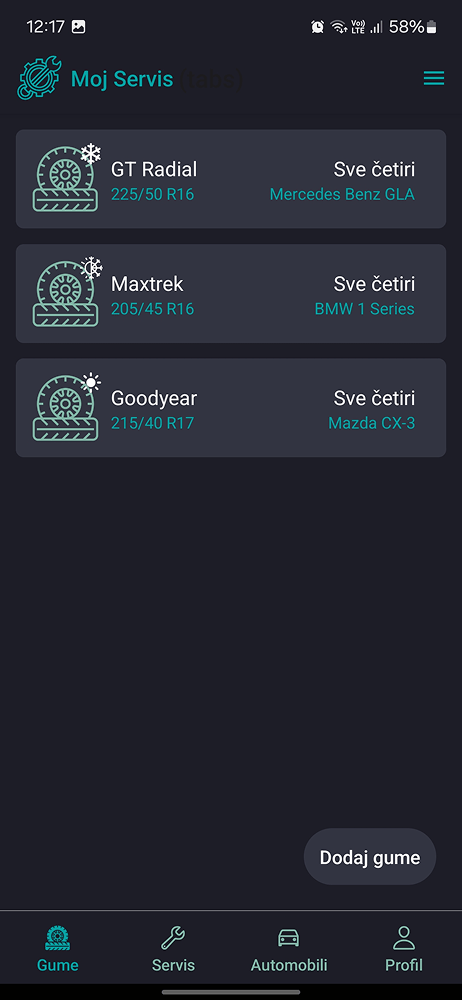 12:17
Vo))
LTE
58%
Moj Servis
GT Radial
Sve četiri
225/50 R16
Mercedes Benz GLA
Maxtrek
Sve četiri
205/45 R16
BMW 1 Series
Goodyear
Sve četiri
215/40 R17
Mazda CX-3
Dodaj gume
Gume
Servis
Automobili
Profil